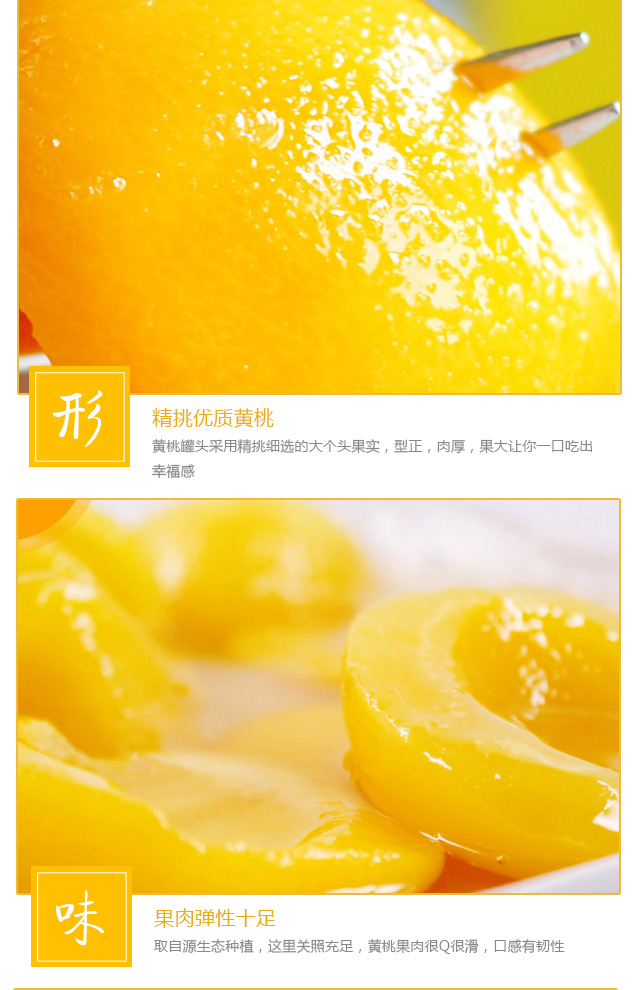 形
精挑优质黄桃
黄桃罐头采用精挑细选的大个头果实，型正，肉厚，果大让你一口吃出
幸福感
味
果肉弹性十足
取自源生态种植，这里关照充足，黄桃果肉很Q很滑，口感有韧性